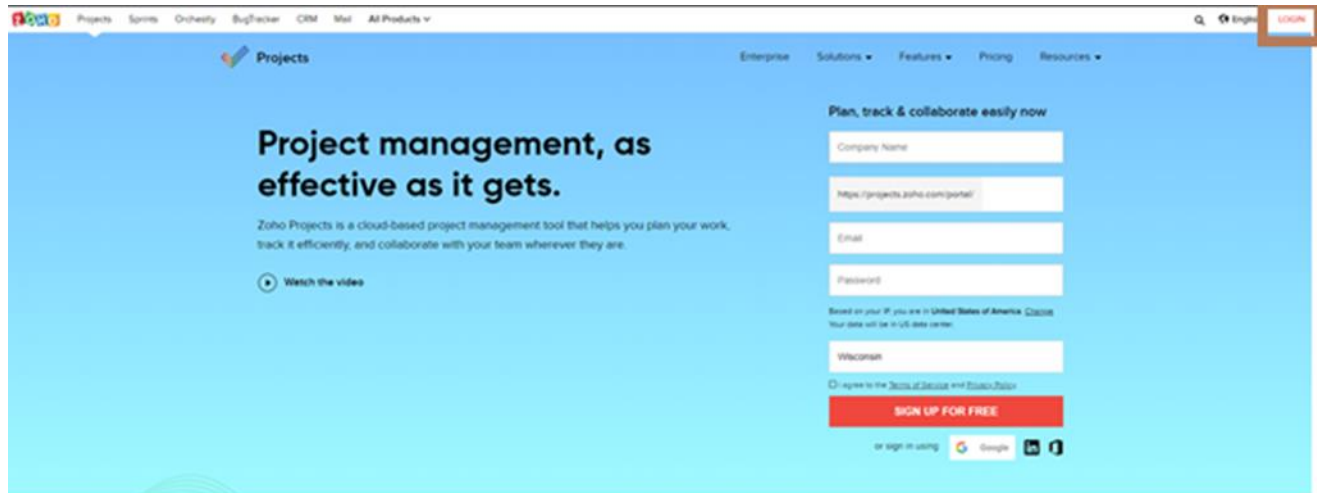 ZOHO Projects Sprints Orchestly BugTracker CRM Mail All Products English LOGIN
Projects Enterprise Solutions Features Pricing Resources
Plan, track & collaborate easily now
Project management, as
effective as it gets.
Zoho Projects is a cloud-based project management tool that helps you plan your work,
track it efficiently, and collaborate with your team wherever they are.
Watch the video
Company Name
https://projects.zoho.com/portal/
Email
Password
Based on your IP, you are in United States of America Change
Your data will be in US data center.
Wisconsin
I agree to the Terms of Service and Privacy Policy
SIGN UP FOR FREE
or sign in using Google in